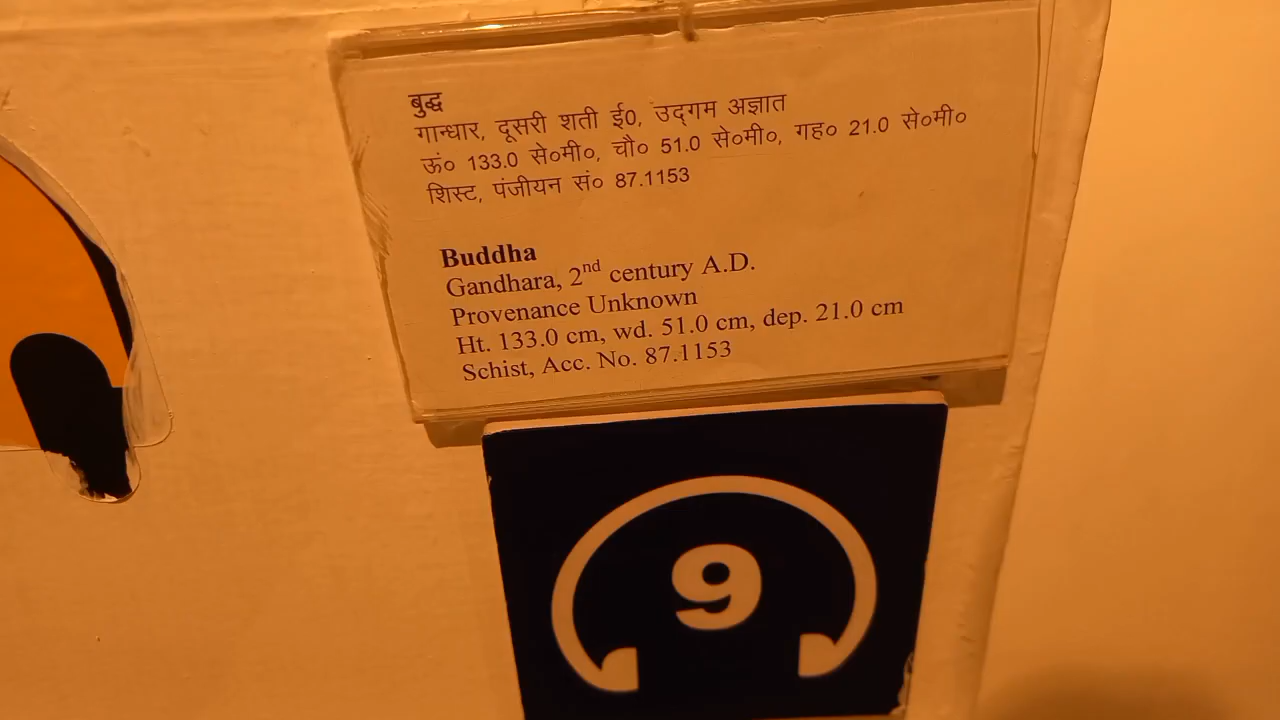 बुद्ध
गान्धार, दूसरी शती ई0, उद्गम अज्ञात
ऊं० 133.0 से०मी०, चौ० 51.0 से०मी०, गह० 21.0 से०मी०
शिस्ट, पंजीयन सं० 87.1153
Buddha
Gandhara, 2nd century A.D.
Provenance Unknown
Ht. 133.0 cm, wd. 51.0 cm, dep. 21.0 cm
Schist, Acc. No. 87.1153
9